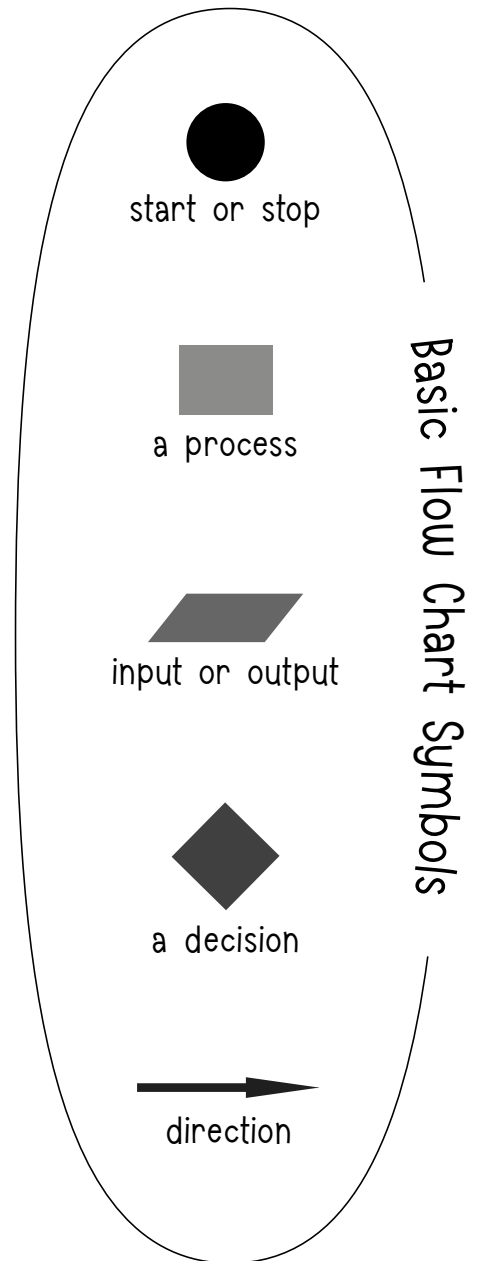 start or stop
a process
input or output
a decision
direction
Basic Flow Chart Symbols